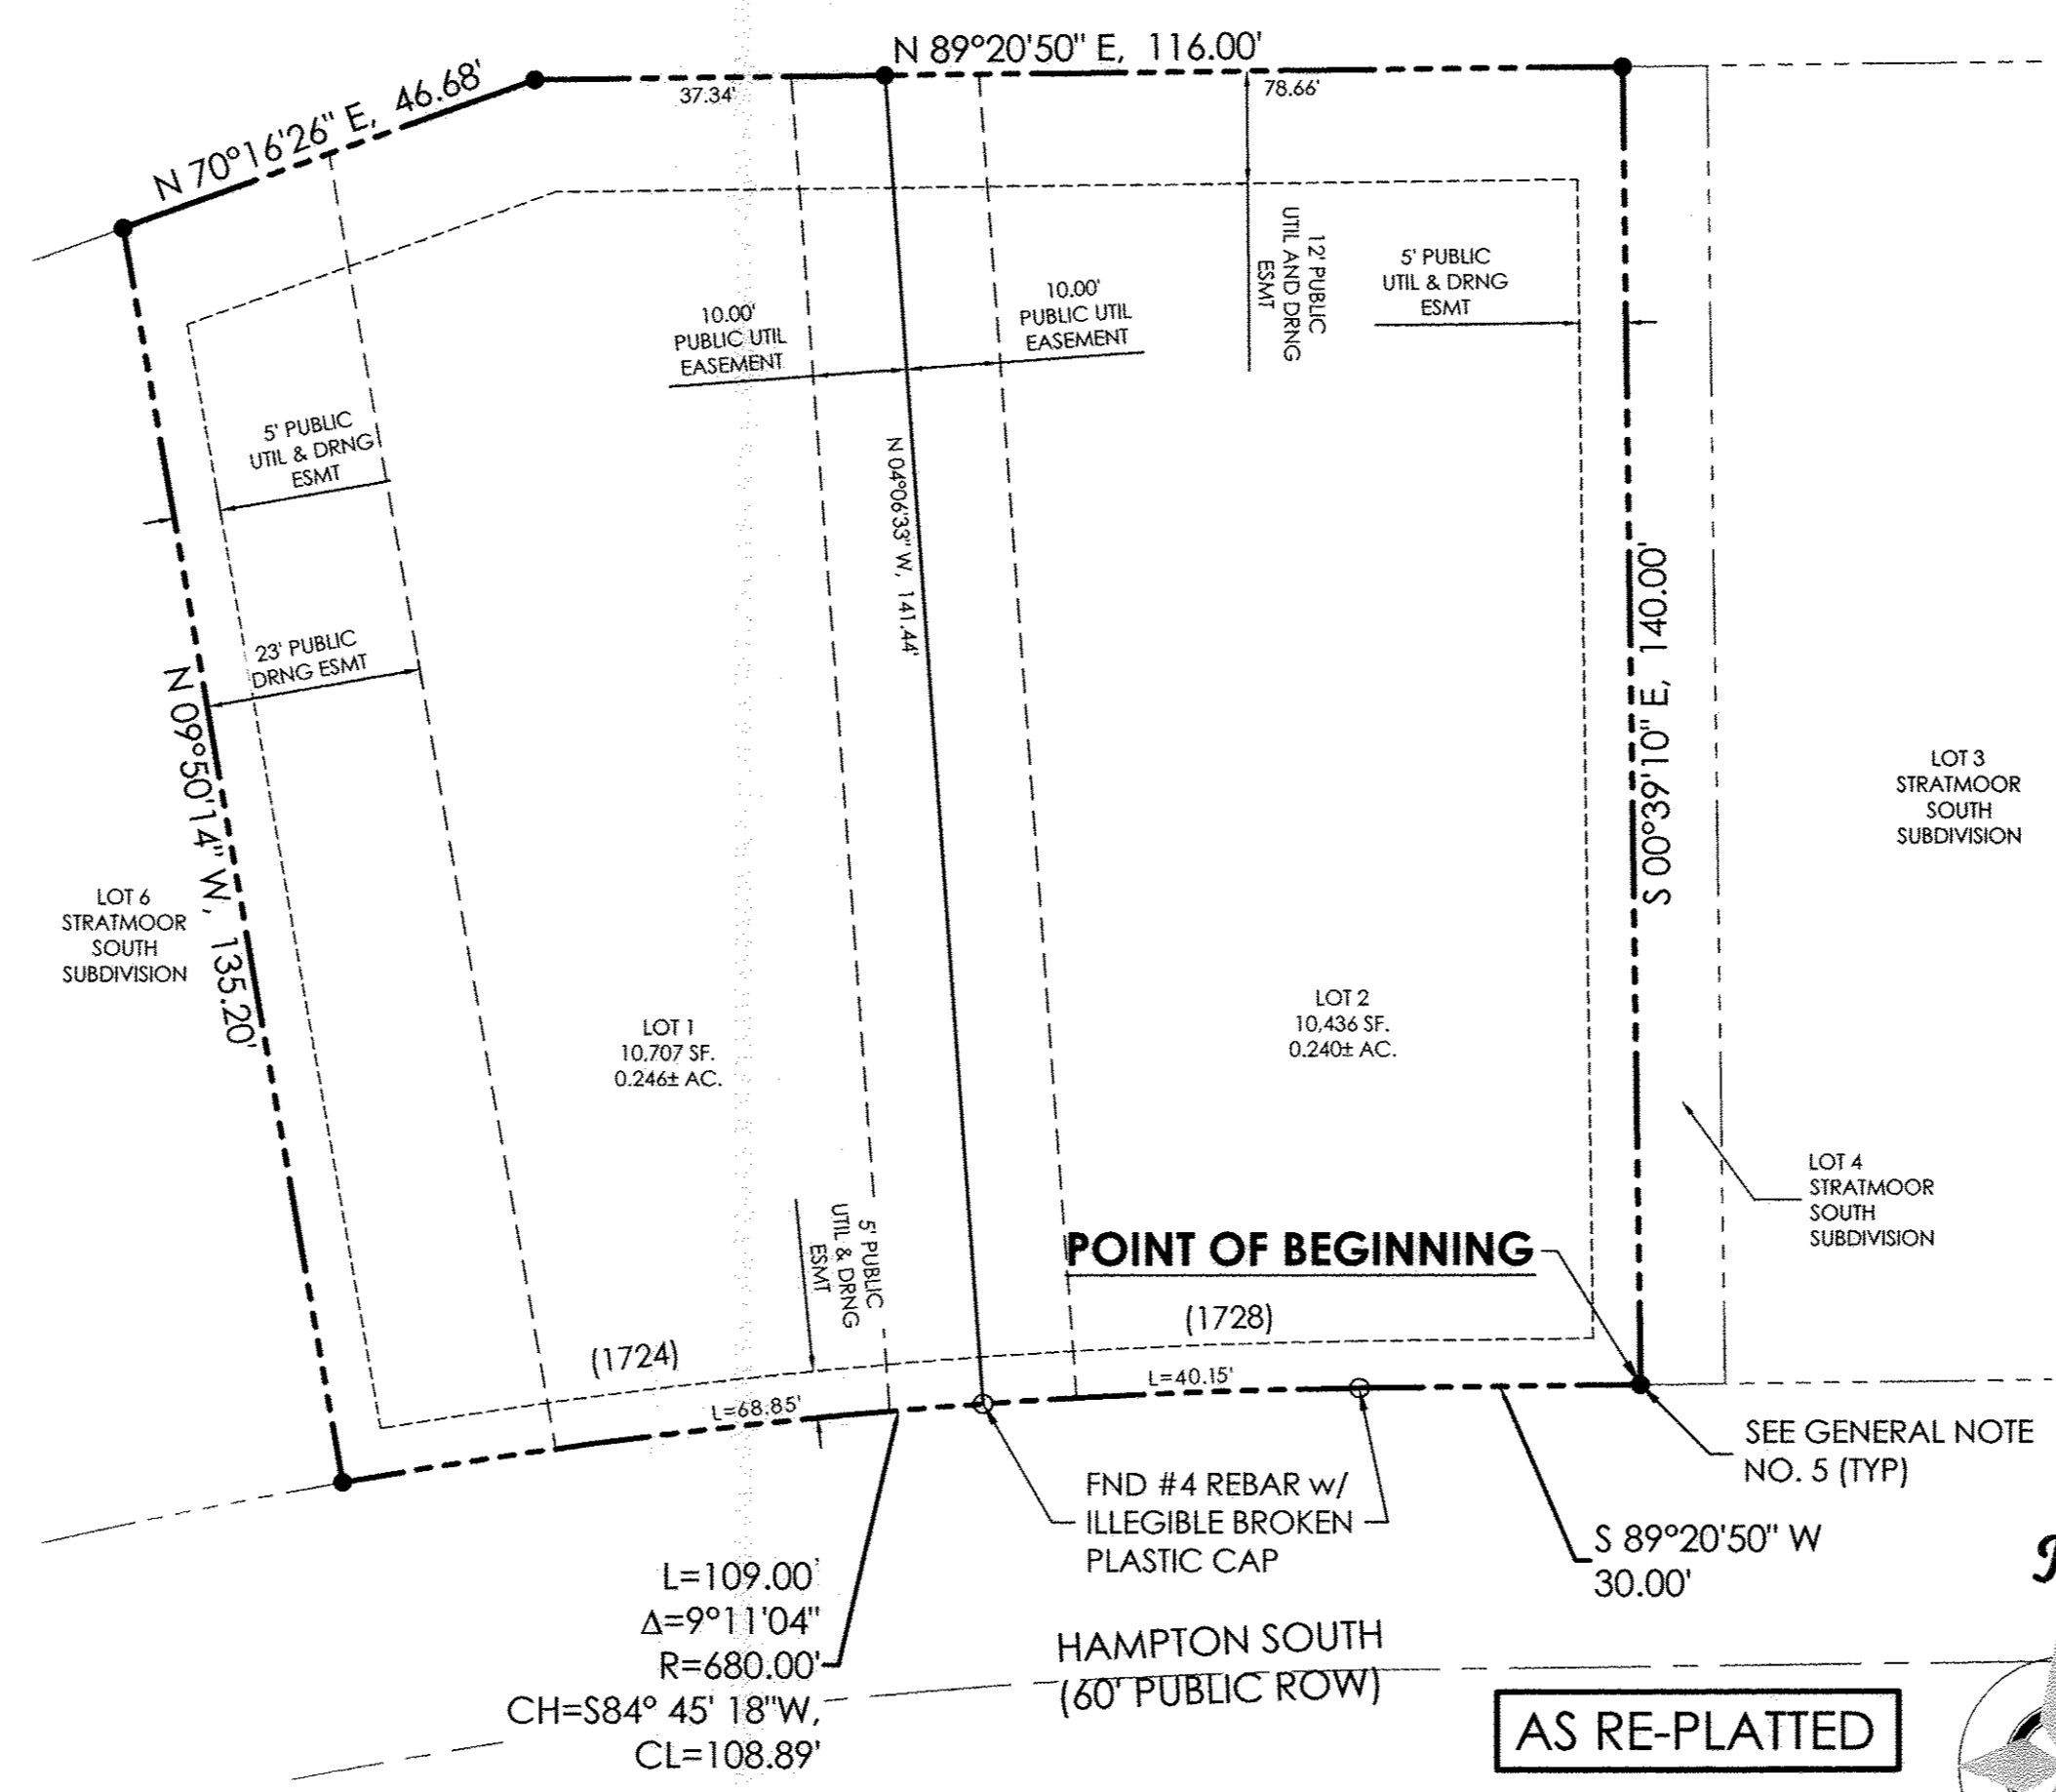 N 89°20'50" E, 116.00'
N 70°16'26" E, 46.68'
37.34'
78.66'
12' PUBLIC
UTIL AND DRNG
ESMT
5' PUBLIC
UTIL & DRNG
ESMT
10.00'
PUBLIC UTIL
EASEMENT
10.00'
PUBLIC UTIL
EASEMENT
5' PUBLIC
UTIL & DRNG
ESMT
N 04°06'33" W, 141.44'
S 00°39'10" E, 140.00'
23' PUBLIC
DRNG ESMT
N 09°50'14" W, 135.20'
LOT 3
STRATMOOR
SOUTH
SUBDIVISION
LOT 6
STRATMOOR
SOUTH
SUBDIVISION
LOT 1
10,707 SF.
0.246± AC.
LOT 2
10,436 SF.
0.240± AC.
LOT 4
STRATMOOR
SOUTH
SUBDIVISION
5' PUBLIC
UTIL & DRNG
ESMT
POINT OF BEGINNING
(1728)
(1724)
L=40.15'
L=68.85'
SEE GENERAL NOTE
NO. 5 (TYP)
FND #4 REBAR w/
ILLEGIBLE BROKEN
PLASTIC CAP
S 89°20'50" W
30.00'
L=109.00'
Δ=9°11'04"
R=680.00'
CH=S84° 45' 18"W,
CL=108.89'
HAMPTON SOUTH
(60' PUBLIC ROW)
AS RE-PLATTED